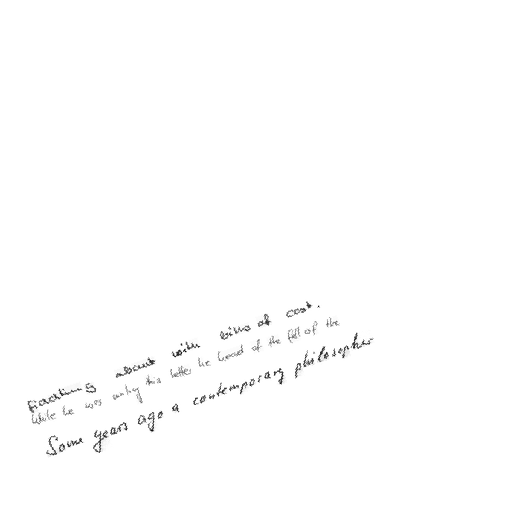 fiddling about with bills of cost.
While he was writing this letter he heard of the fall of the
Some years ago a contemporary philosopher